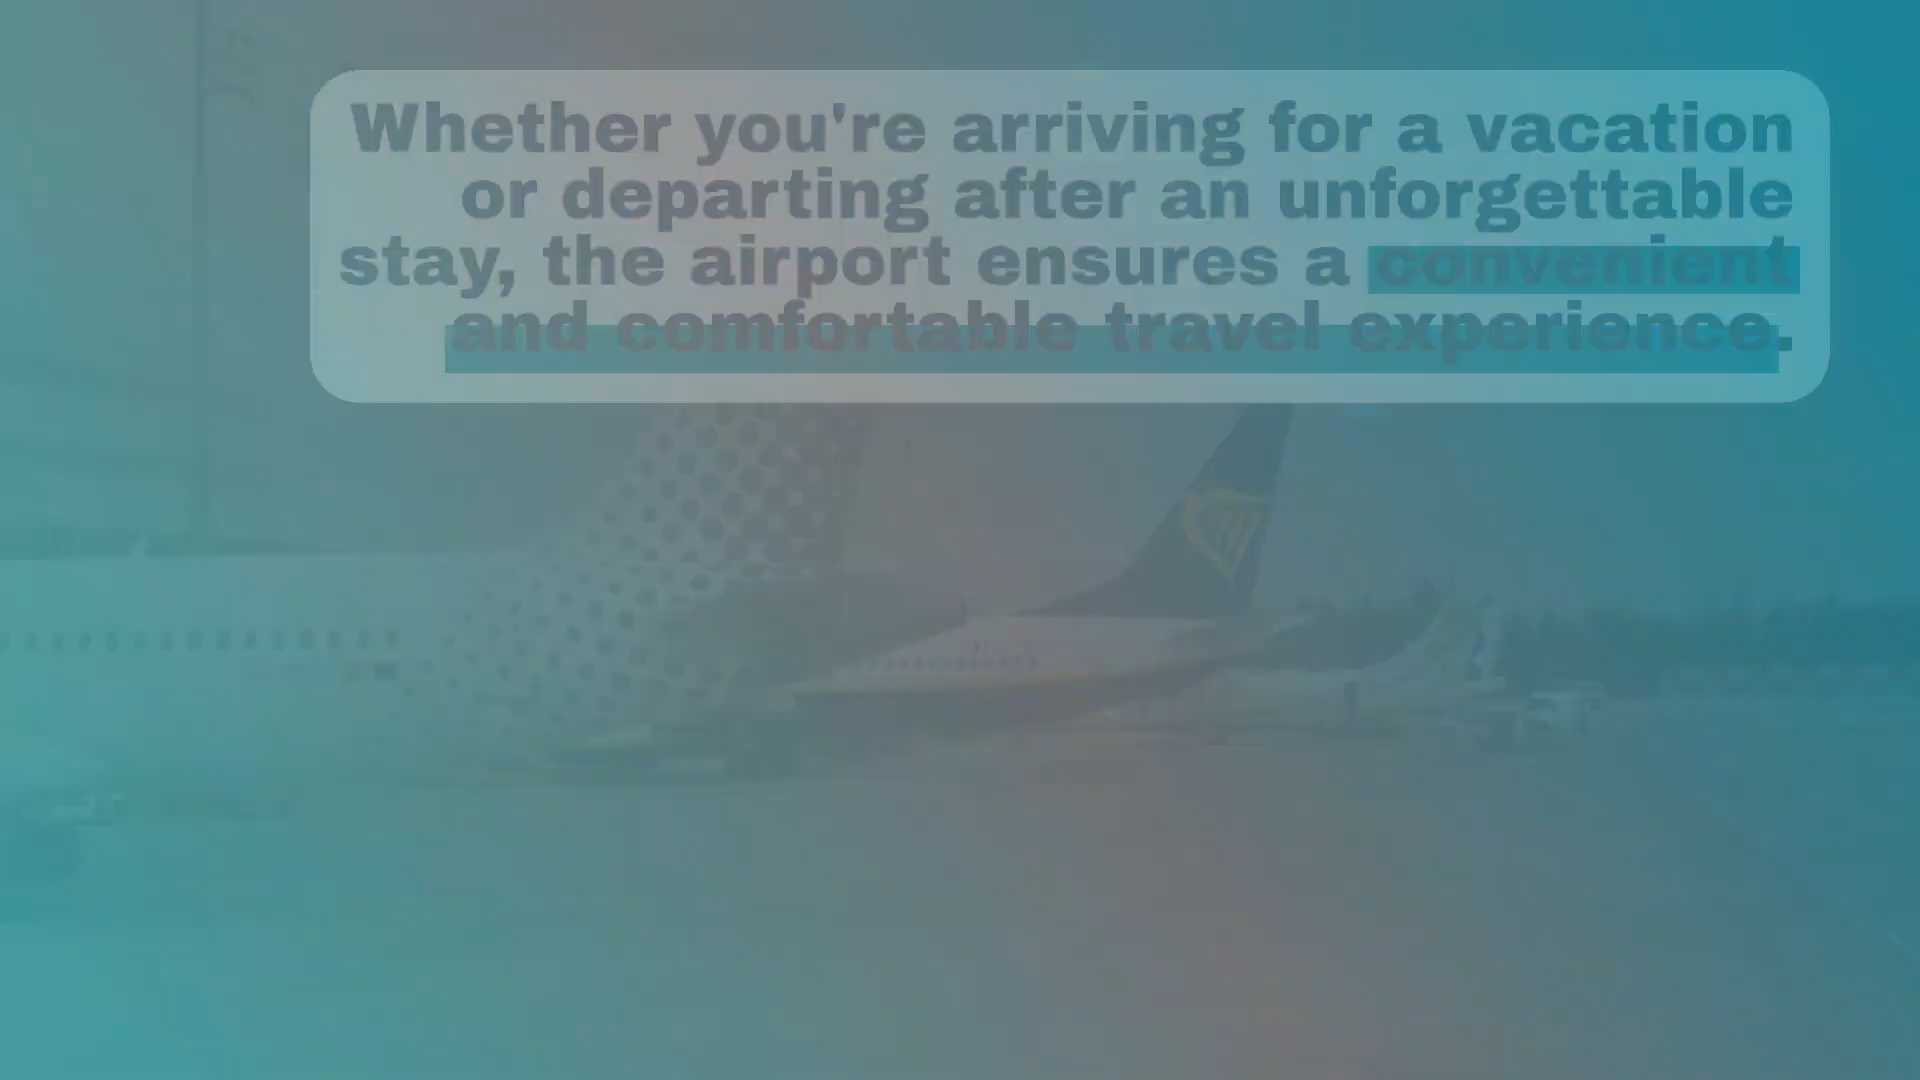 Whether you're arriving for a vacation
or departing after an unforgettable
stay, the airport ensures a convenient
and comfortable travel experience.